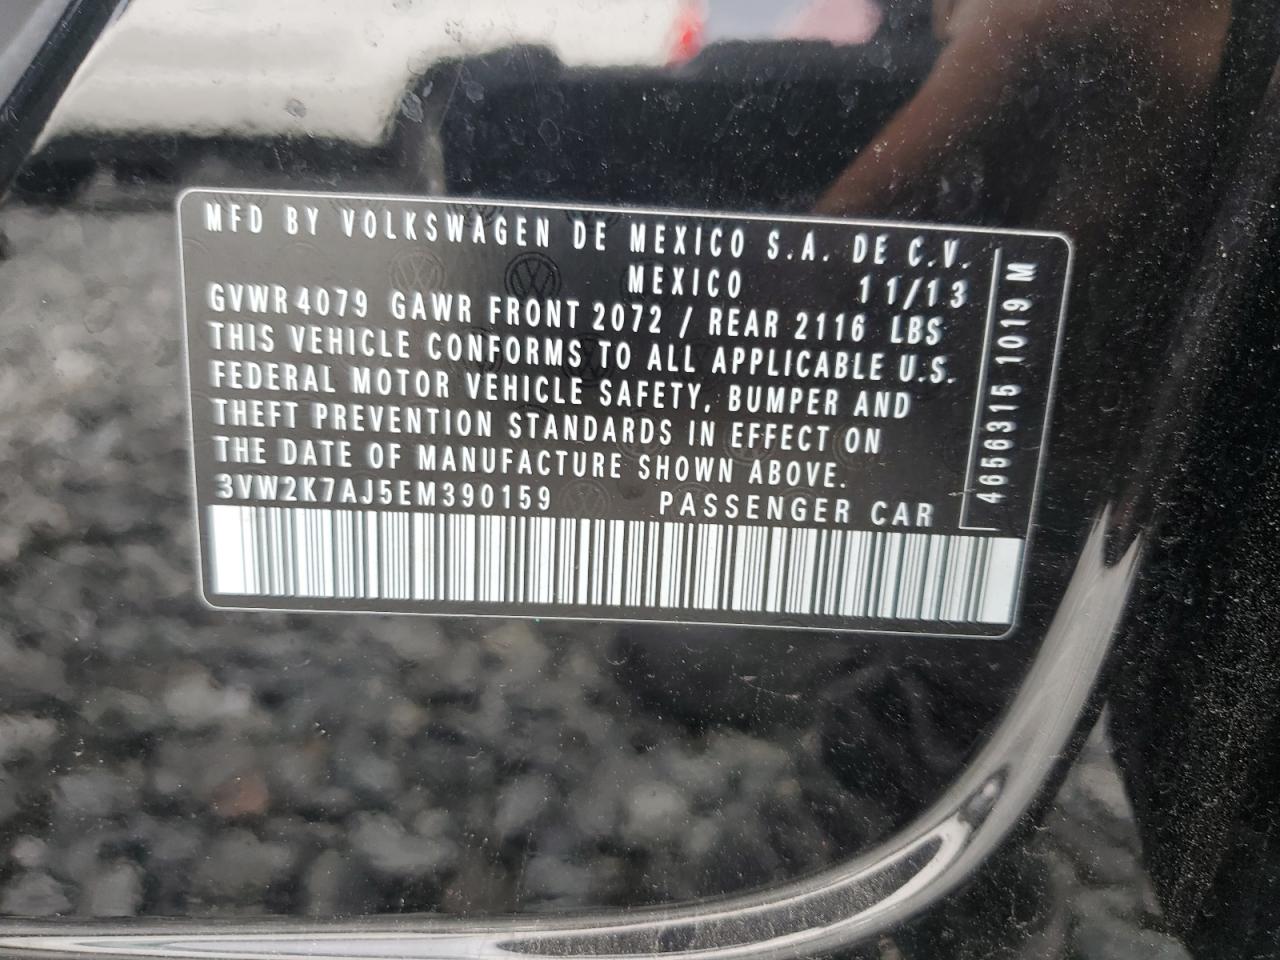 MFD BY VOLKSWAGEN DE MEXICO S.A. DE C.V.
MEXICO 11/13
GVWR 4079 GAWR FRONT 2072 / REAR 2116 LBS
THIS VEHICLE CONFORMS TO ALL APPLICABLE U.S.
FEDERAL MOTOR VEHICLE SAFETY, BUMPER AND
THEFT PREVENTION STANDARDS IN EFFECT ON
THE DATE OF MANUFACTURE SHOWN ABOVE.
3VW2K7AJ5EM390159 PASSENGER CAR
4656315 1019 M